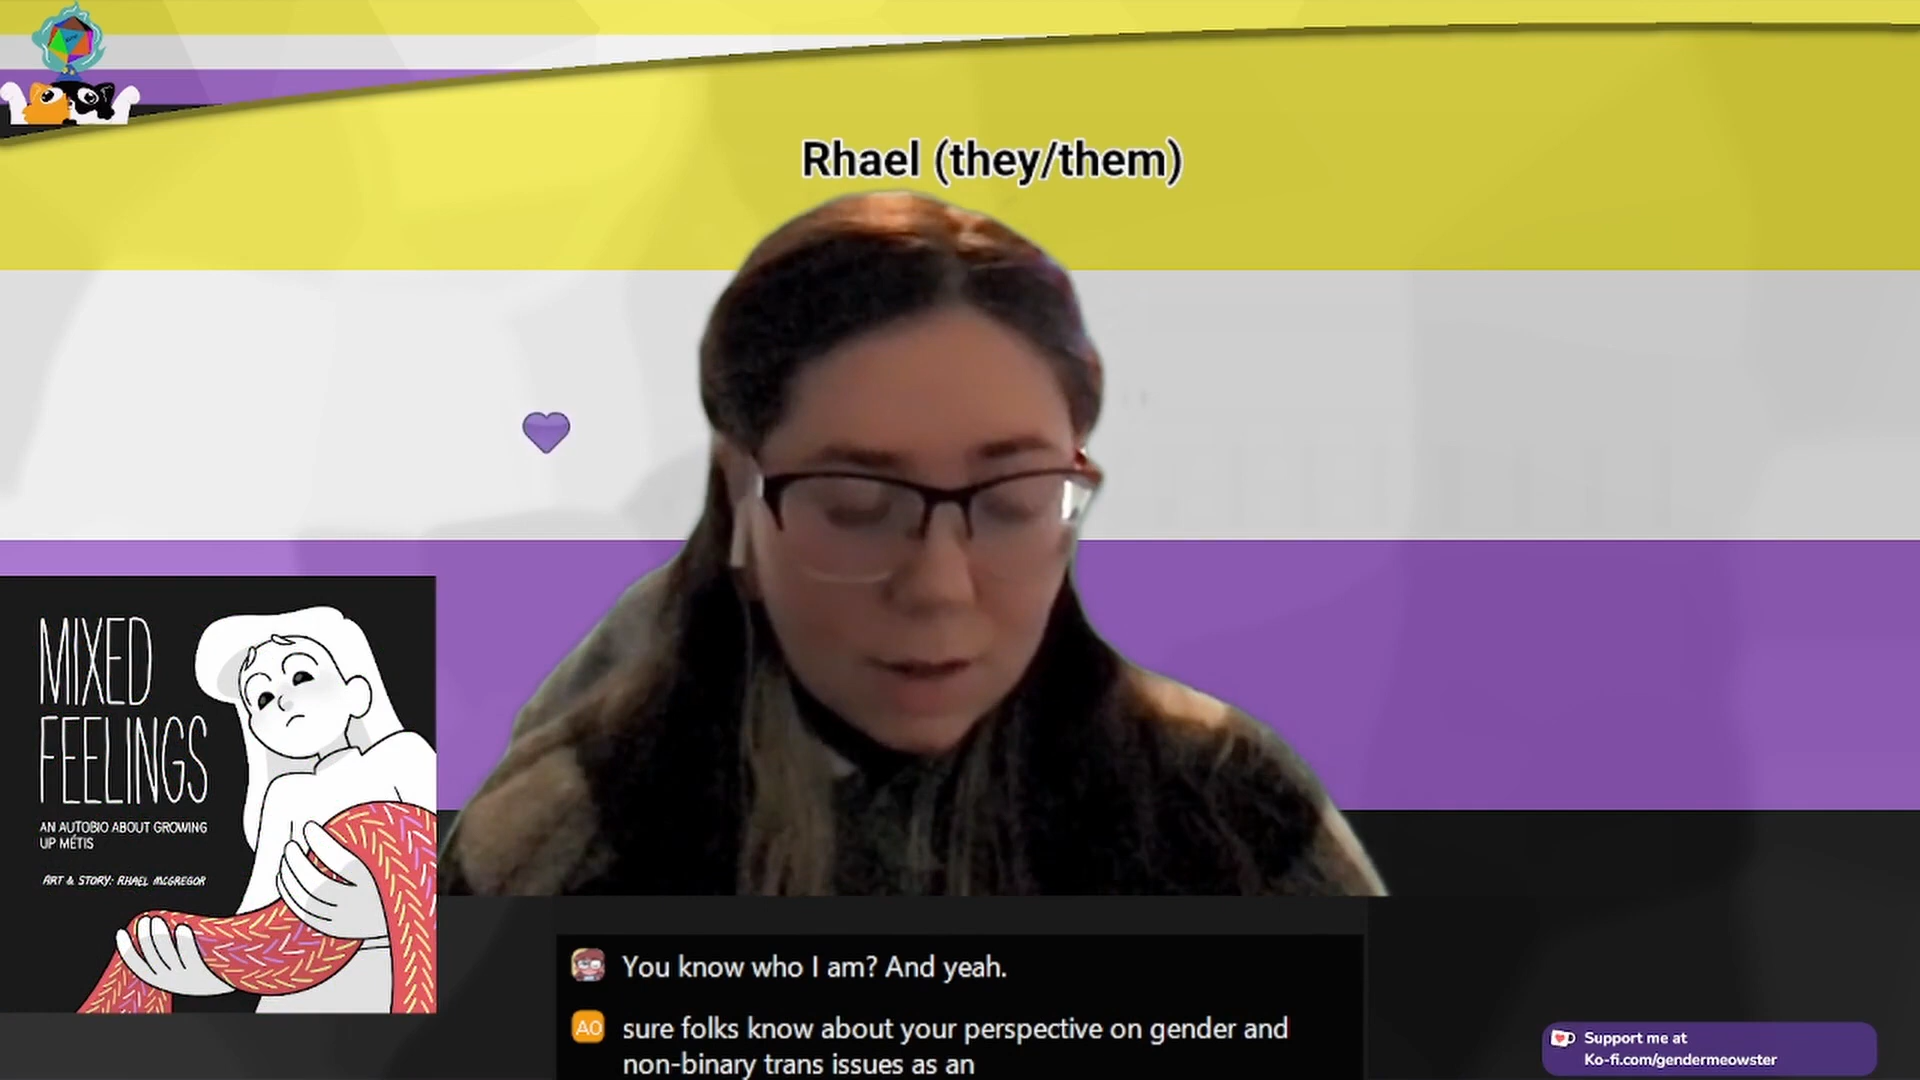 Rhael (they/them)
MIXED
FEELINGS
AN AUTOBIO ABOUT GROWING
UP MÉTIS
ART & STORY: RHAEL MCGREGOR
You know who I am? And yeah.
AO
sure folks know about your perspective on gender and
non-binary trans issues as an
Support me at
Ko-fi.com/gendermeowster